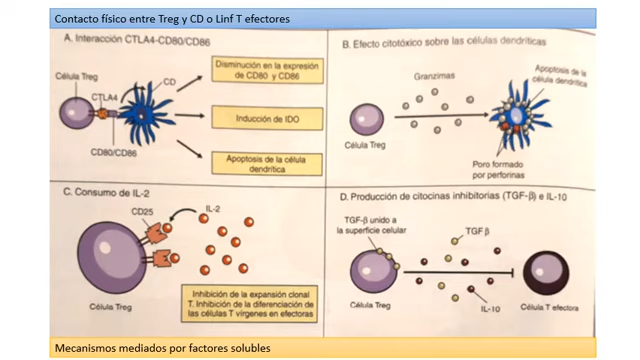 Contacto físico entre Treg y CD o Linf T efectores
A. Interacción CTLA4-CD80/CD86
Célula Treg
CTLA4
CD
CD80/CD86
Disminución en la expresión
de CD80 y CD86
Inducción de IDO
Apoptosis de la célula
dendrítica
B. Efecto citotóxico sobre las células dendríticas
Granzimas
Apoptosis de la
célula dendrítica
Célula Treg
Poro formado
por perforinas
C. Consumo de IL-2
CD25
IL-2
Célula Treg
Inhibición de la expansión clonal
T. Inhibición de la diferenciación de
las células T vírgenes en efectoras
D. Producción de citocinas inhibitorias (TGF-β) e IL-10
TGF-β unido a
la superficie celular
TGF β
Célula Treg
IL-10
Célula T efectora
Mecanismos mediados por factores solubles